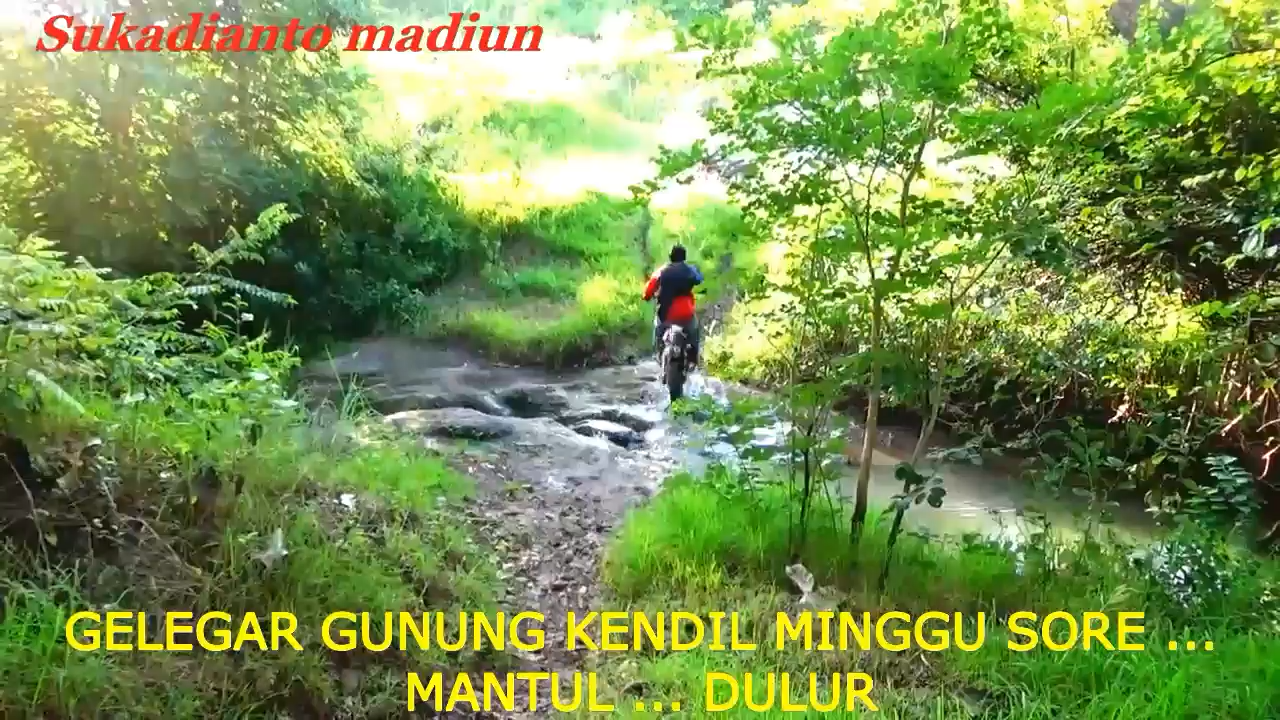 Sukadianto madiun
GELEGAR GUNUNG KENDIL MINGGU SORE ...
MANTUL ... DULUR